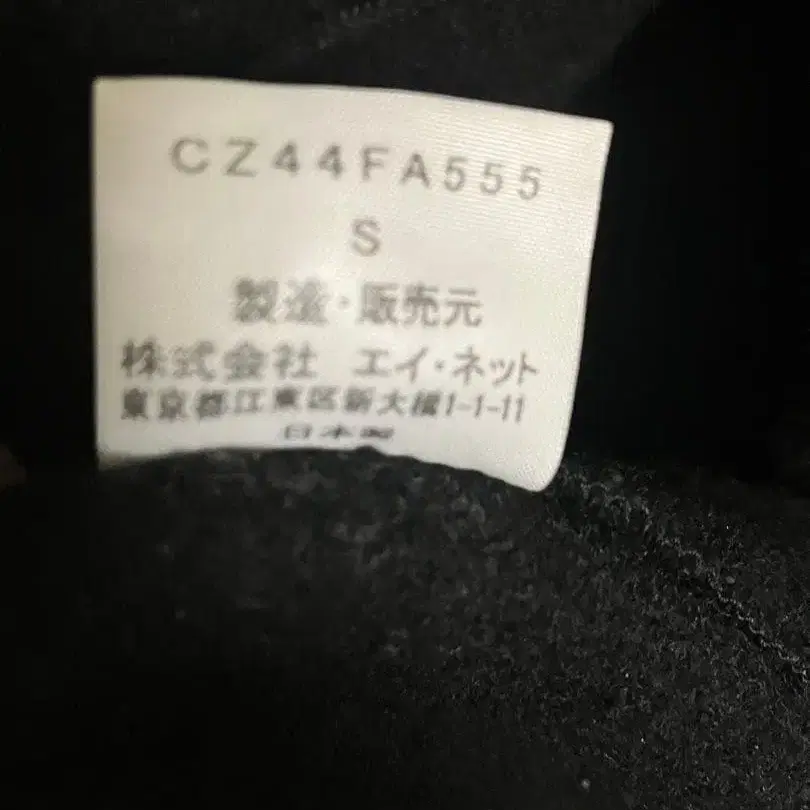 CZ44FA555
S
製造・販売元
株式会社 エイ・ネット
東京都江東区新大橋1-1-11
日本製